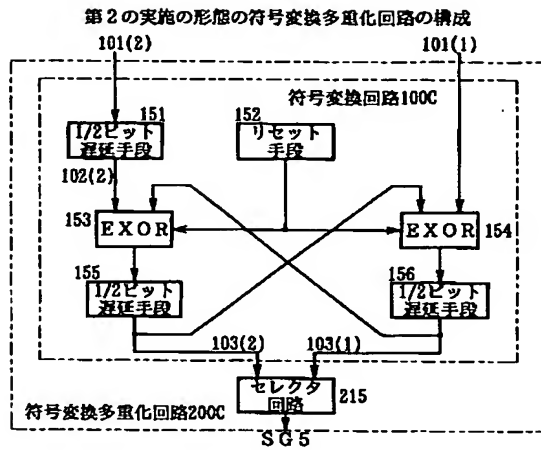 第2の実施の形態の符号変換多重化回路の構成
101(2)
101(1)
符号変換回路100C
151
1/2ビット
遅延手段
152
リセット
手段
102(2)
153
EXOR
EXOR
154
155
1/2ビット
遅延手段
156
1/2ビット
遅延手段
103(2)
103(1)
セレクタ
回路
215
符号変換多重化回路200C
SG5